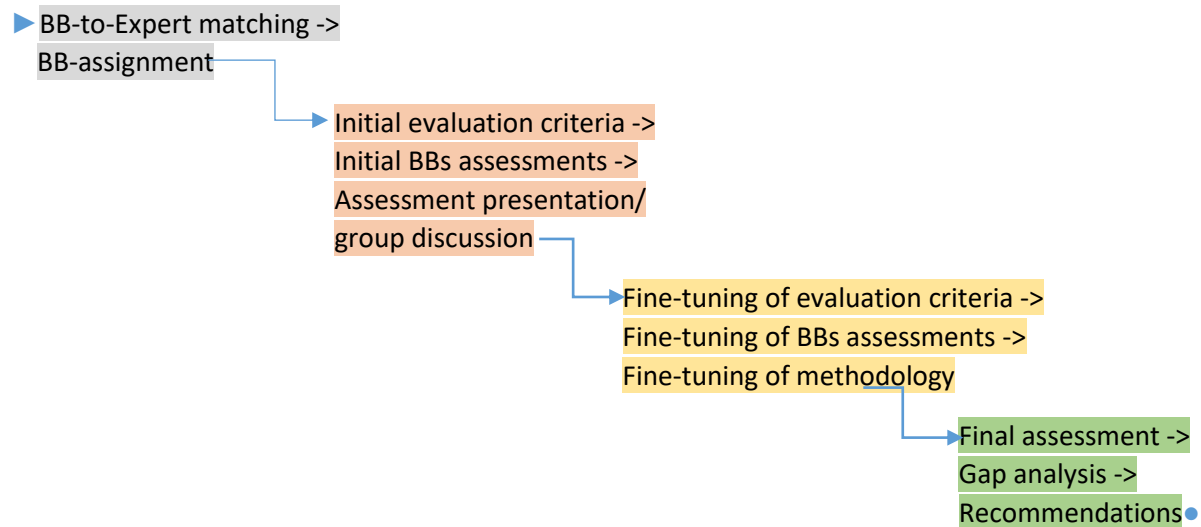 BB-to-Expert matching ->
BB-assignment
Initial evaluation criteria ->
Initial BBs assessments ->
Assessment presentation/
group discussion
Fine-tuning of evaluation criteria ->
Fine-tuning of BBs assessments ->
Fine-tuning of methodology
Final assessment ->
Gap analysis ->
Recommendations